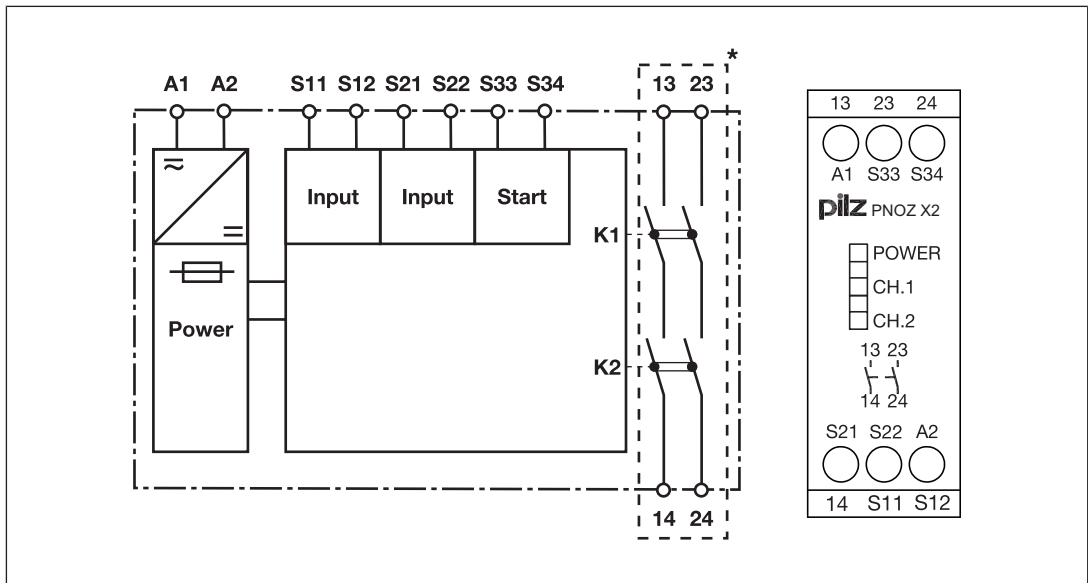 A1 A2 S11 S12 S21 S22 S33 S34 13 23 *
Input Input Start
K1
Power
K2
14 24
13 23 24
A1 S33 S34
pilz PNOZ X2
POWER
CH.1
CH.2
13 23
14 24
S21 S22 A2
14 S11 S12